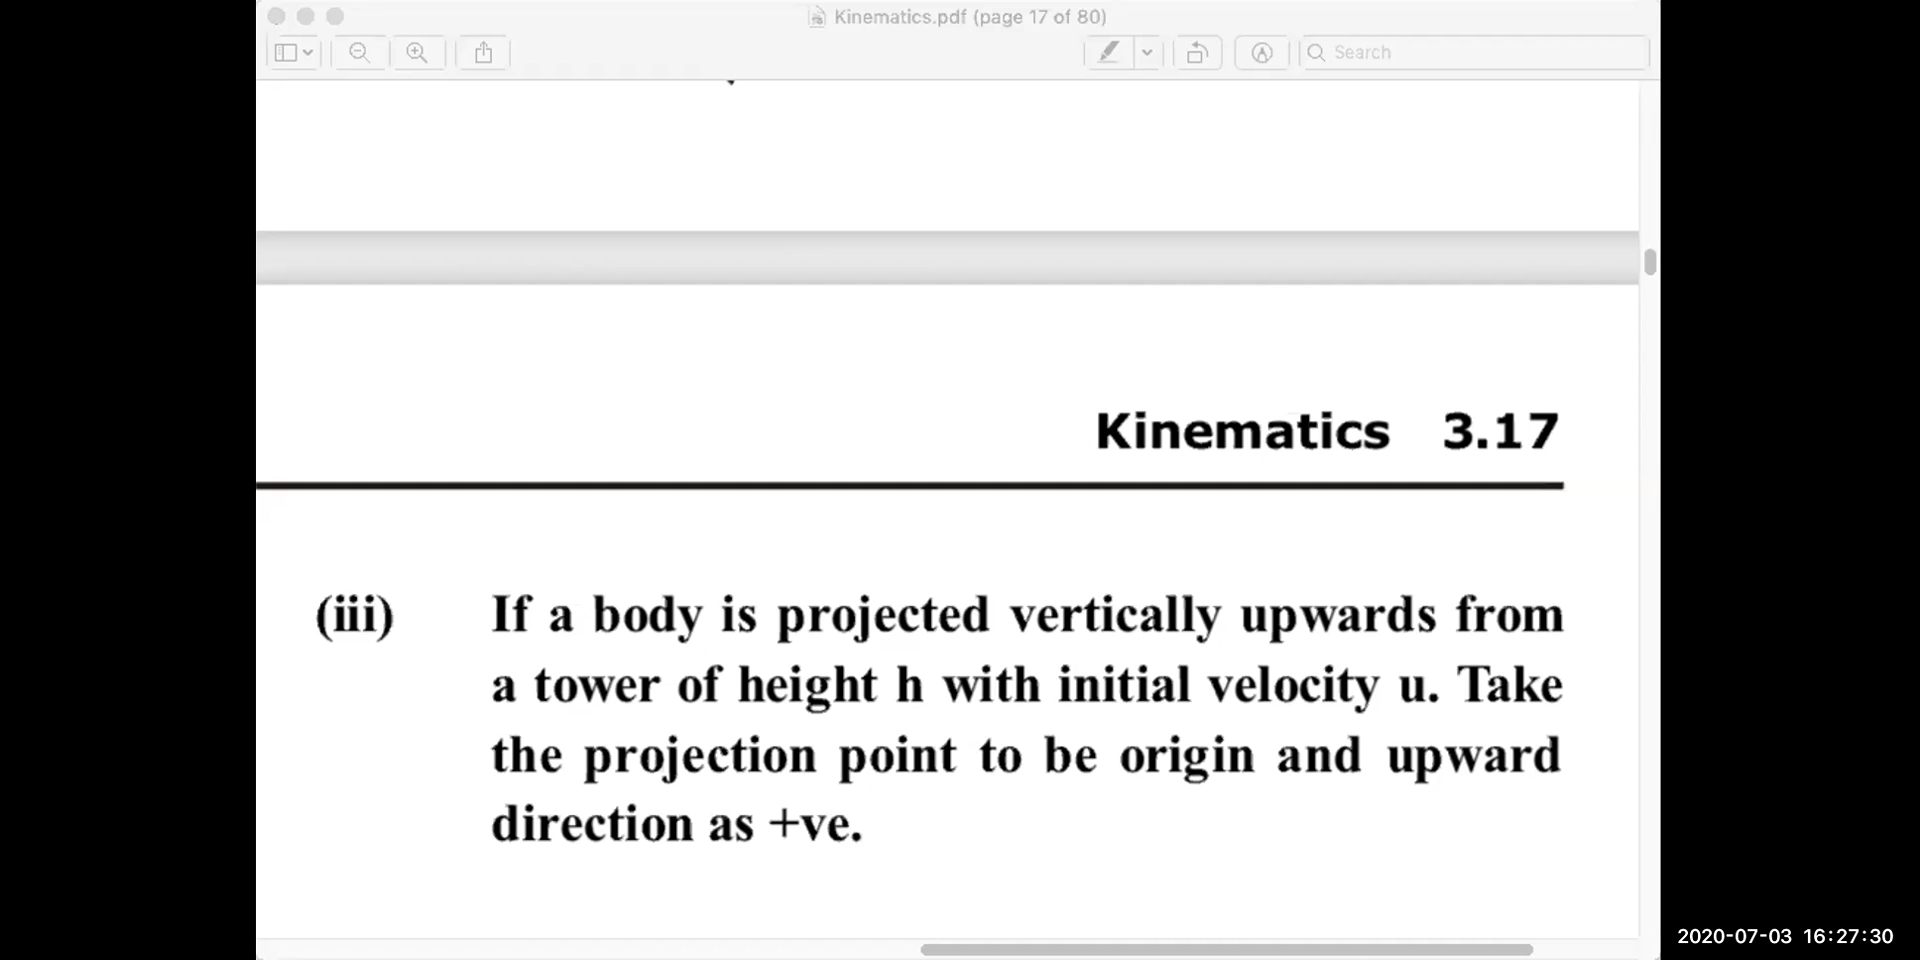 Kinematics.pdf (page 17 of 80)
Search
Kinematics 3.17
(iii) If a body is projected vertically upwards from
a tower of height h with initial velocity u. Take
the projection point to be origin and upward
direction as +ve.
2020-07-03 16:27:30